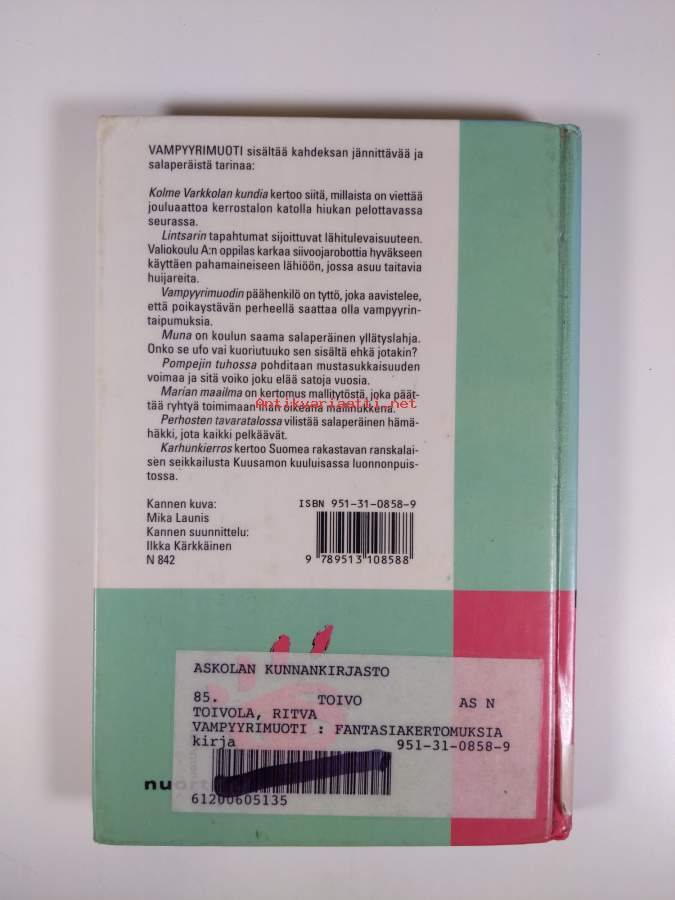 VAMPYYRIMUOTI sisältää kahdeksan jännittävää ja
salaperäistä tarinaa:
Kolme Varkkolan kundia kertoo siitä, millaista on viettää
jouluaattoa kerrostalon katolla hiukan pelottavassa
seurassa.
Lintsarin tapahtumat sijoittuvat lähitulevaisuuteen.
Valiokoulu A:n oppilas karkaa siivoojarobottia hyväkseen
käyttäen pahamaineiseen lähiöön, jossa asuu taitavia
huijareita.
Vampyyrimuodin päähenkilö on tyttö, joka aavistelee,
että poikaystävän perheellä saattaa olla vampyyrin-
taipumuksia.
Muna on koulun saama salaperäinen yllätyslahja.
Onko se ufo vai kuoriutuuko sen sisältä ehkä jotakin?
Pompejin tuhossa pohditaan mustasukkaisuuden
voimaa ja sitä voiko joku elää satoja vuosia.
Marian maailma on kertomus mallitytöstä, joka päät-
tää ryhtyä toimimaan ihan oikeana mallinukkena.
Antikvariaatti.net
Perhosten tavaratalossa vilistää salaperäinen hämä-
häkki, jota kaikki pelkäävät.
Karhunkierros kertoo Suomea rakastavan ranskalai-
sen seikkailusta Kuusamon kuuluisassa luonnonpuis-
tossa.
Kannen kuva:
Mika Launis
Kannen suunnittelu:
Ilkka Kärkkäinen
N 842
ISBN 951-31-0858-9
9 789513 108588
ASKOLAN KUNNANKIRJASTO
85. TOIVO AS N
TOIVOLA, RITVA
VAMPYYRIMUOTI : FANTASIAKERTOMUKSIA
kirja 951-31-0858-9
61200605135